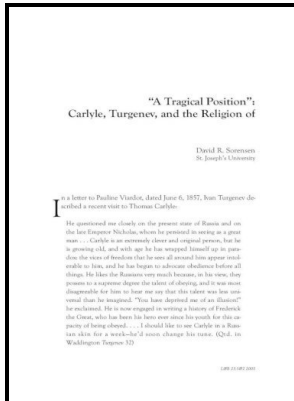 "A Tragical Position":
Carlyle, Turgenev, and the Religion of
David R. Sorensen
St. Joseph's University
In a letter to Pauline Viardot, dated June 6, 1857, Ivan Turgenev de-
scribed a recent visit to Thomas Carlyle:
He questioned me closely on the present state of Russia and on
the late Emperor Nicholas, whom he persisted in seeing as a great
man . . . Carlyle is an extremely clever and original person, but he
is growing old, and with age he has wrapped himself up in para-
dox: the vices of freedom that he sees all around him appear intol-
erable to him, and he has begun to advocate obedience before all
things. He likes the Russians very much because, in his view, they
possess to a supreme degree the talent of obeying, and it was most
disagreeable for him to hear me say that this talent was less uni-
versal than he imagined. "You have deprived me of an illusion!"
he exclaimed. He is now engaged in writing a history of Frederick
the Great, who has been his hero ever since his youth for this ca-
pacity of being obeyed. . . . I should like to see Carlyle in a Rus-
sian skin for a week—he'd soon change his tune. (Qtd. in
Waddington Turgenev 32)